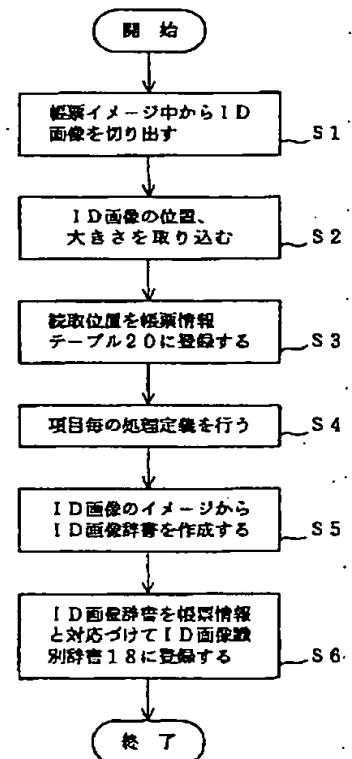 開 始
帳票イメージ中からID
画像を切り出す
S1
ID画像の位置、
大きさを取り込む
S2
読取位置を帳票情報
テーブル20に登録する
S3
項目毎の処理定義を行う
S4
ID画像のイメージから
ID画像辞書を作成する
S5
ID画像辞書を帳票情報
と対応づけてID画像識
別辞書18に登録する
S6
終 了